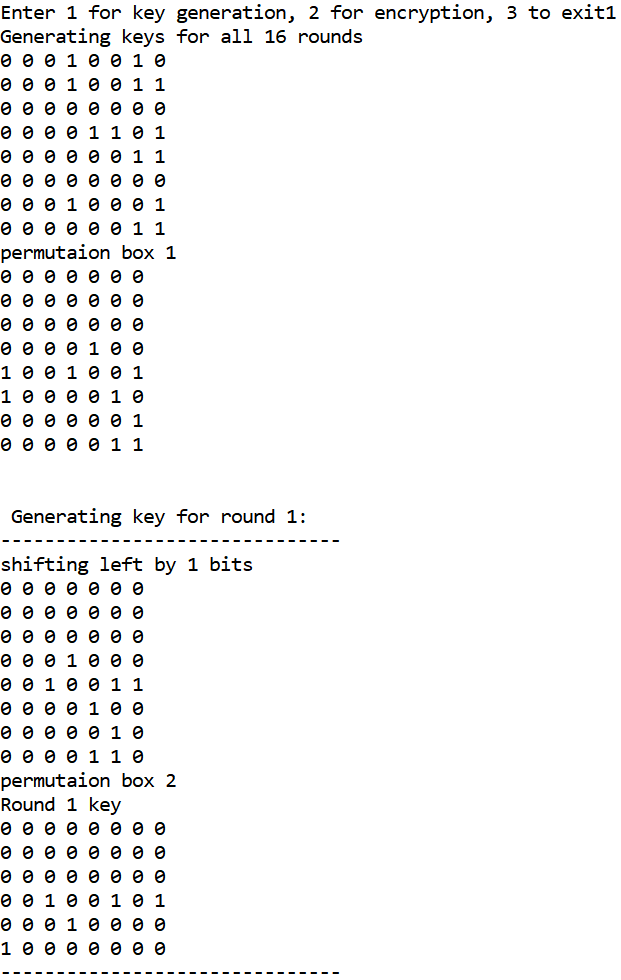 Enter 1 for key generation, 2 for encryption, 3 to exit1
Generating keys for all 16 rounds
0 0 0 1 0 0 1 0
0 0 0 1 0 0 1 1
0 0 0 0 0 0 0 0
0 0 0 0 1 1 0 1
0 0 0 0 0 0 1 1
0 0 0 0 0 0 0 0
0 0 0 1 0 0 0 1
0 0 0 0 0 0 1 1
permutaion box 1
0 0 0 0 0 0 0
0 0 0 0 0 0 0
0 0 0 0 0 0 0
0 0 0 0 1 0 0
1 0 0 1 0 0 1
1 0 0 0 0 1 0
0 0 0 0 0 0 1
0 0 0 0 0 1 1
Generating key for round 1:
-------------------------------
shifting left by 1 bits
0 0 0 0 0 0 0
0 0 0 0 0 0 0
0 0 0 0 0 0 0
0 0 0 1 0 0 0
0 0 1 0 0 1 1
0 0 0 0 1 0 0
0 0 0 0 0 1 0
0 0 0 0 1 1 0
permutaion box 2
Round 1 key
0 0 0 0 0 0 0 0
0 0 0 0 0 0 0 0
0 0 0 0 0 0 0 0
0 0 1 0 0 1 0 1
0 0 0 1 0 0 0 0
1 0 0 0 0 0 0 0
-------------------------------